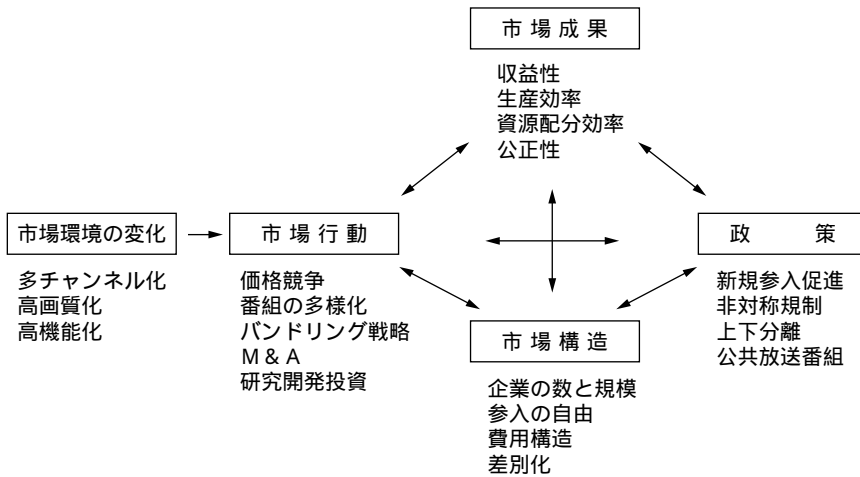 市場成果
収益性
生産効率
資源配分効率
公正性
市場環境の変化
多チャンネル化
高画質化
高機能化
市場行動
価格競争
番組の多様化
バンドリング戦略
M & A
研究開発投資
政　策
新規参入促進
非対称規制
上下分離
公共放送番組
市場構造
企業の数と規模
参入の自由
費用構造
差別化